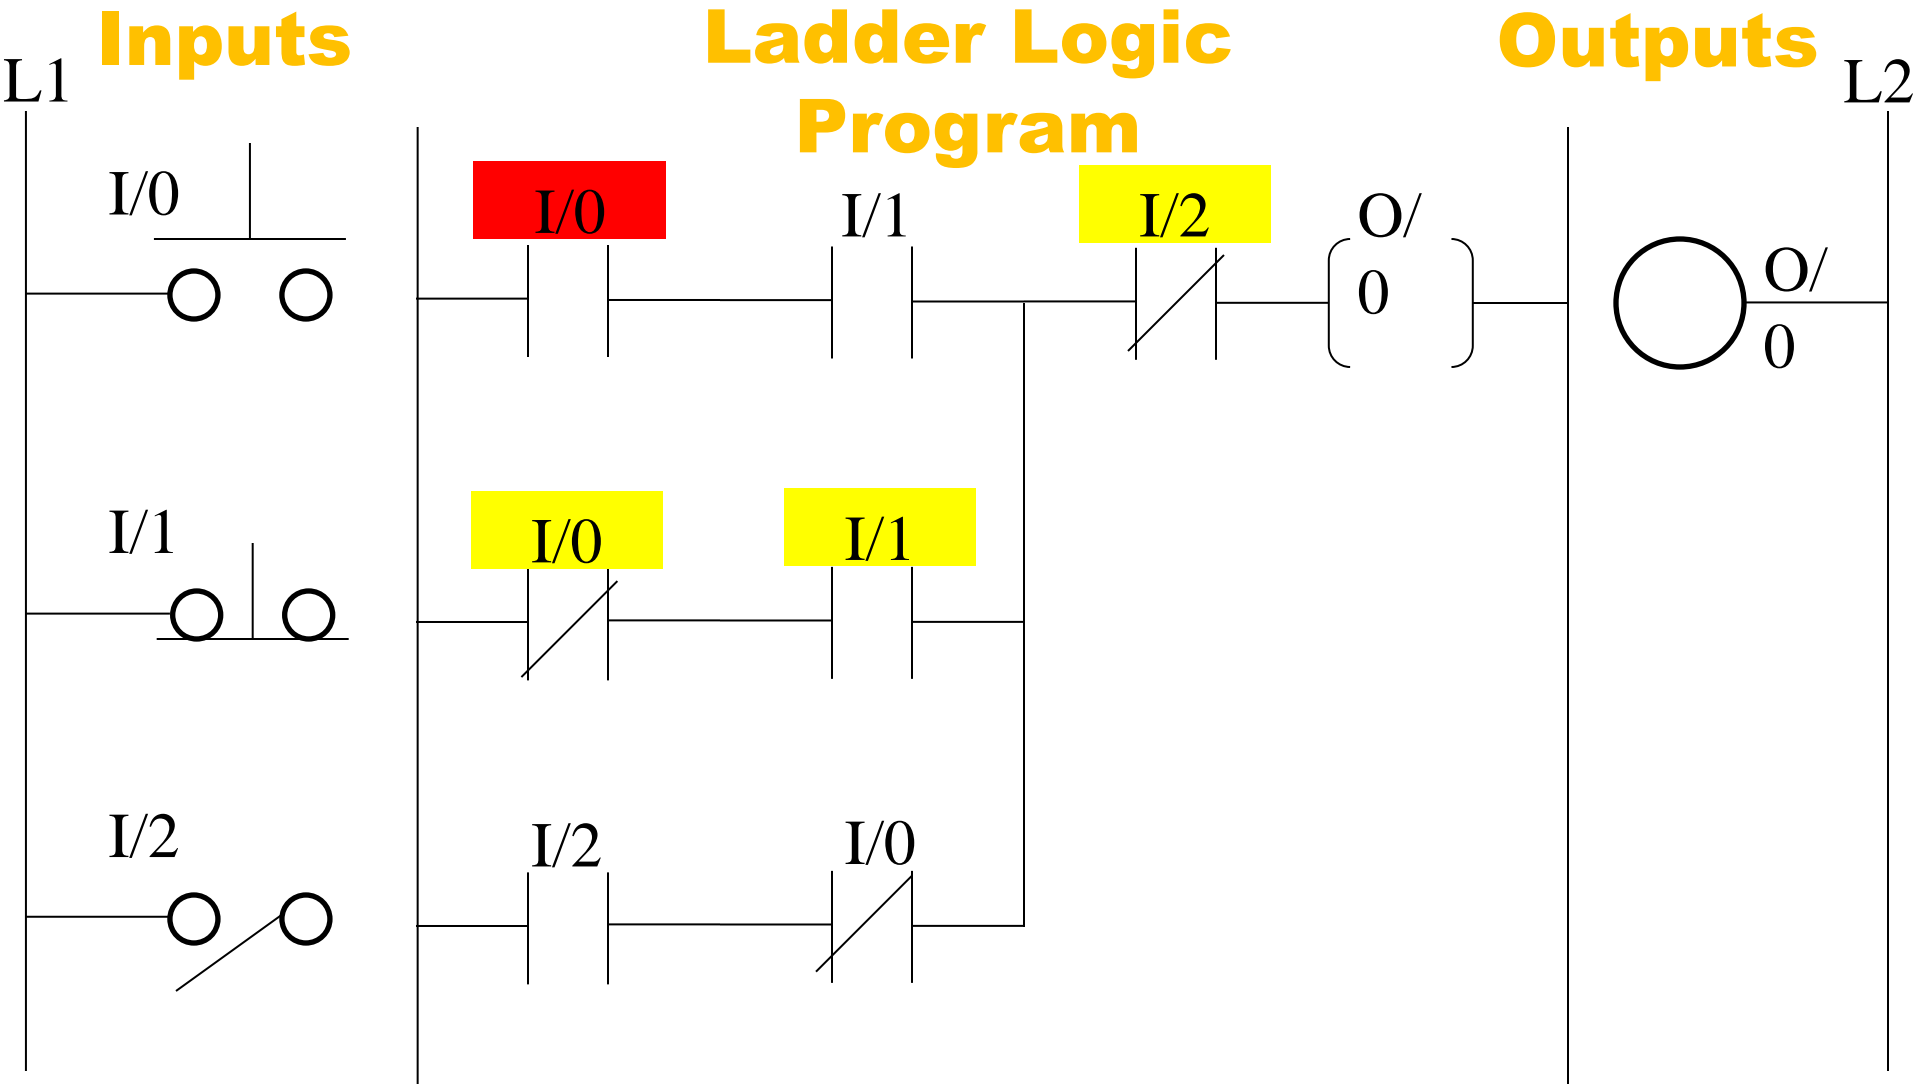 Inputs
Ladder Logic
Program
Outputs
L1
L2
I/0
I/0
I/1
I/2
O/
0
O/
0
I/1
I/0
I/1
I/2
I/2
I/0